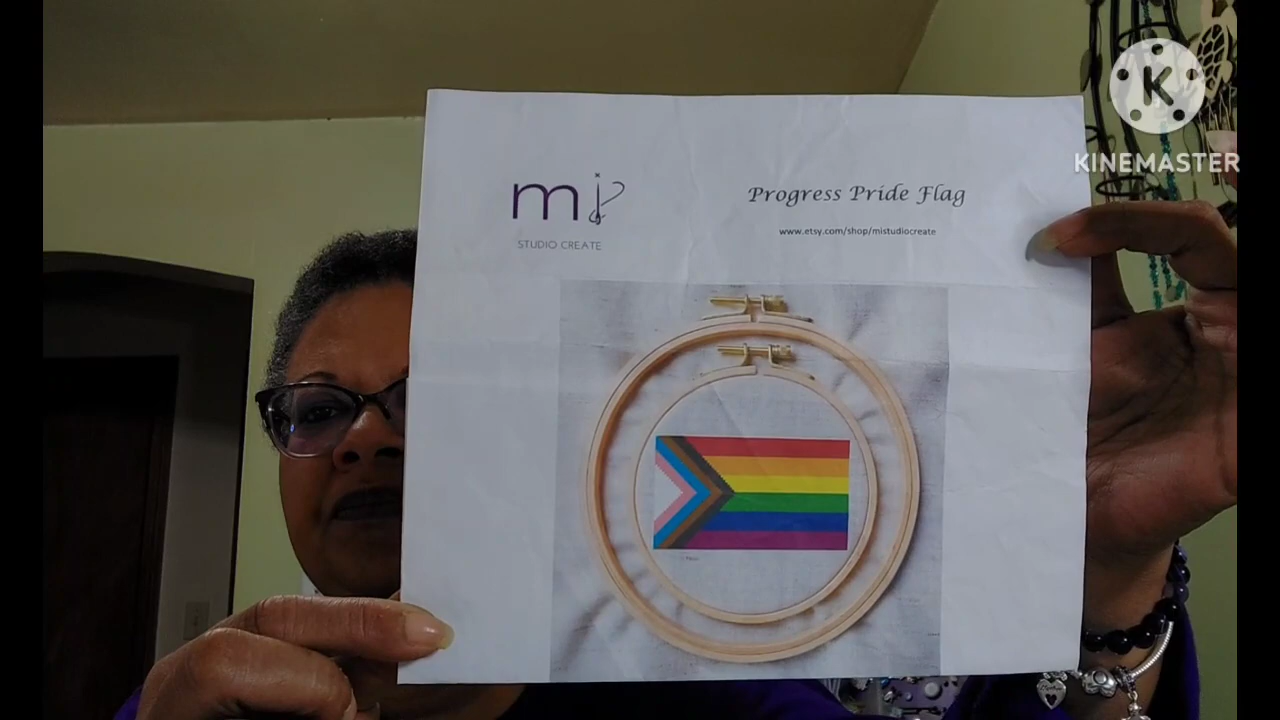 K
KINEMASTER
mi
STUDIO CREATE
Progress Pride Flag
www.etsy.com/shop/mistudiocreate